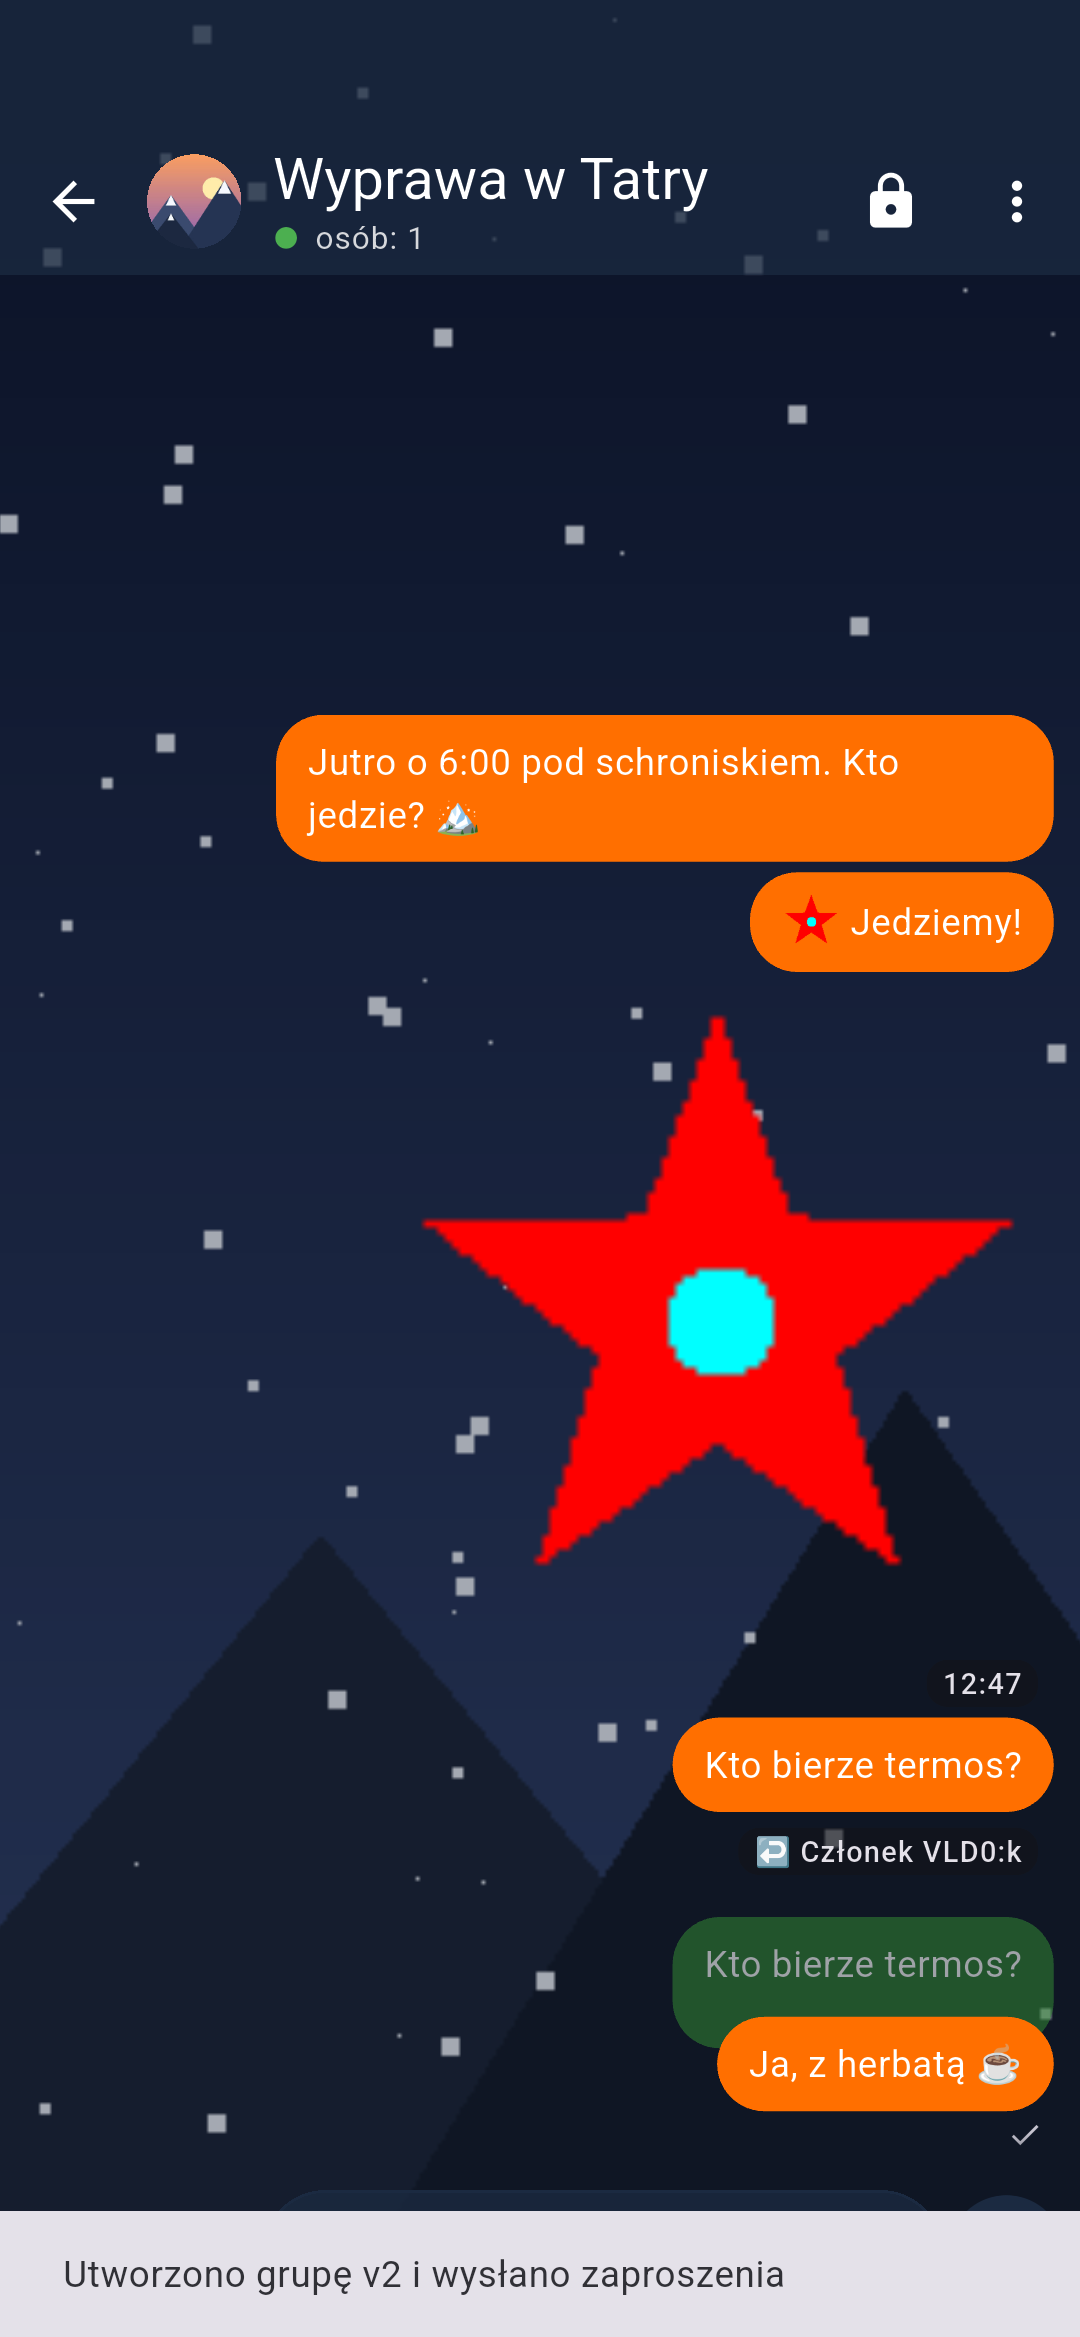 Wyprawa w Tatry
osób: 1
Jutro o 6:00 pod schroniskiem. Kto
jedzie? 🏔️
Jedziemy!
12:47
Kto bierze termos?
↩️ Członek VLD0:k
Kto bierze termos?
Ja, z herbatą ☕
Utworzono grupę v2 i wysłano zaproszenia